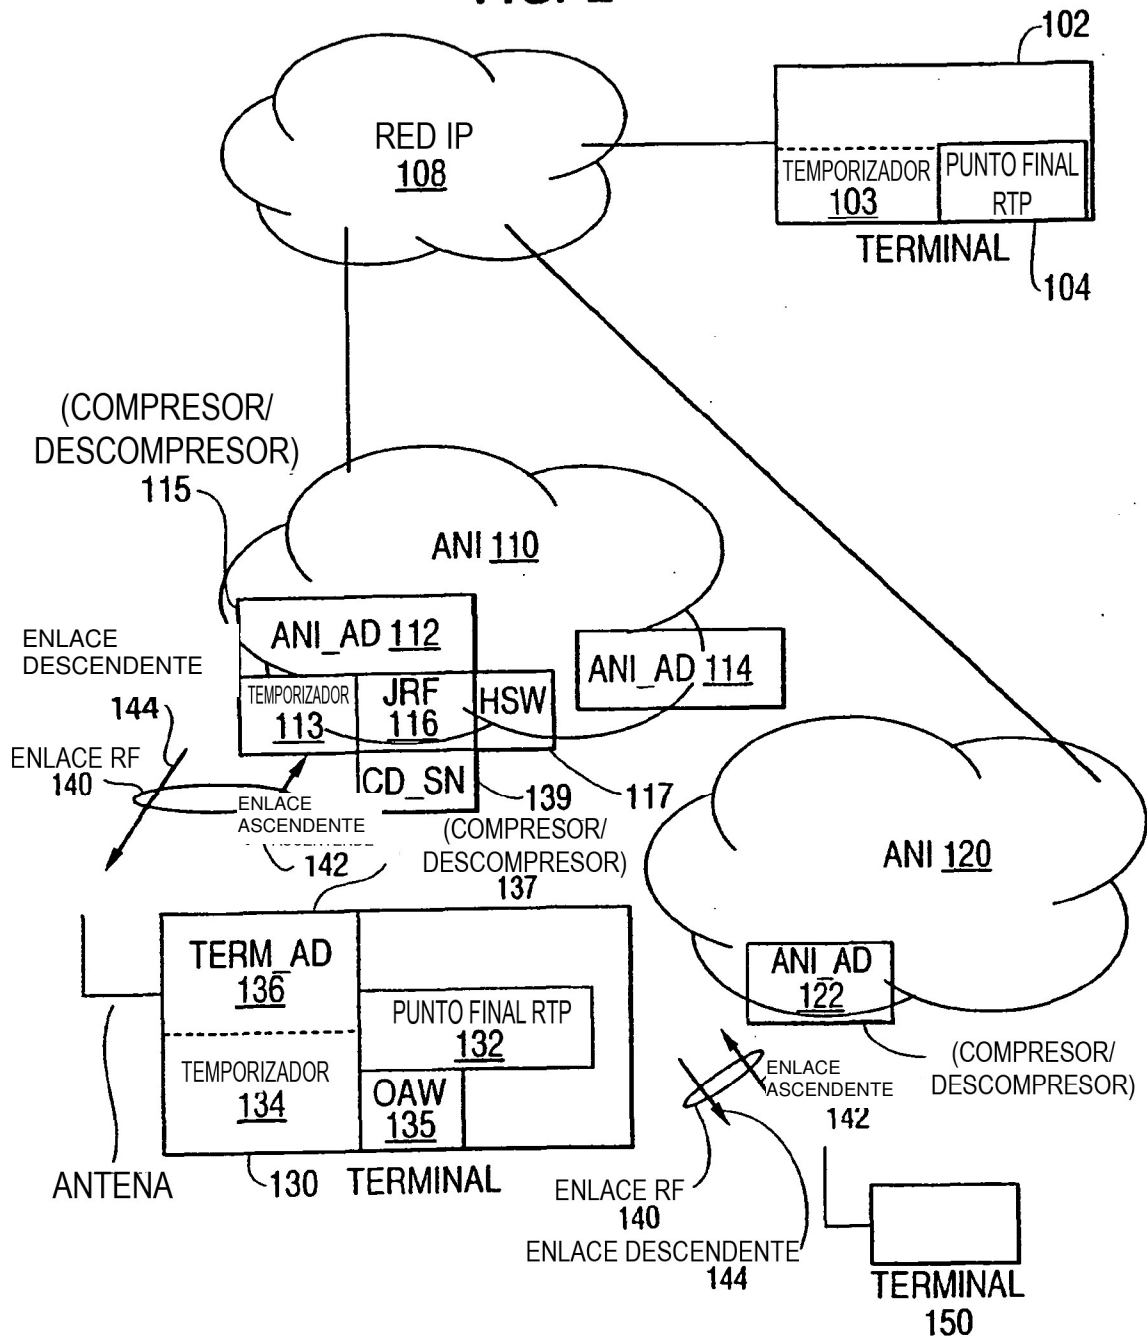 102
RED IP
108
TEMPORIZADOR
103
PUNTO FINAL
RTP
TERMINAL
104
(COMPRESOR/
DESCOMPRESOR)
115
ANI 110
ANI_AD 112
ANI_AD 114
ENLACE
DESCENDENTE
144
TEMPORIZADOR
113
JRF
116
HSW
ENLACE RF
140
CD_SN
139
117
ENLACE
ASCENDENTE
142
(COMPRESOR/
DESCOMPRESOR)
137
ANI 120
TERM_AD
136
ANI_AD
122
PUNTO FINAL RTP
132
TEMPORIZADOR
134
OAW
135
ENLACE
ASCENDENTE
142
(COMPRESOR/
DESCOMPRESOR)
ANTENA
130
TERMINAL
ENLACE RF
140
ENLACE DESCENDENTE
144
TERMINAL
150